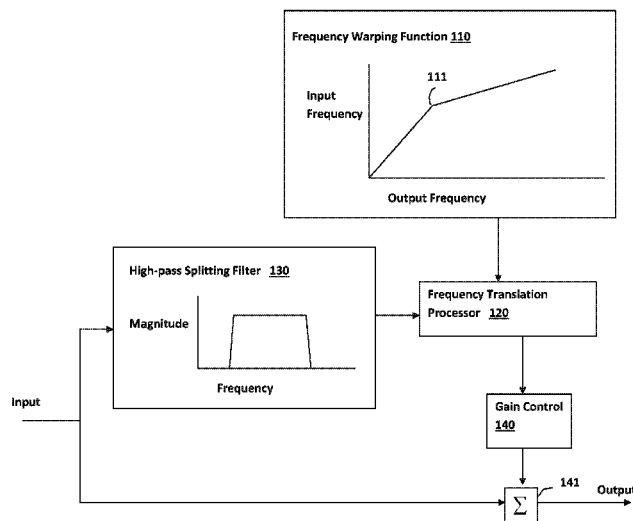 Frequency Warping Function 110
111
Input
Frequency
Output Frequency
High-pass Splitting Filter 130
Magnitude
Frequency
Frequency Translation
Processor 120
Input
Gain Control
140
141
Output
Σ